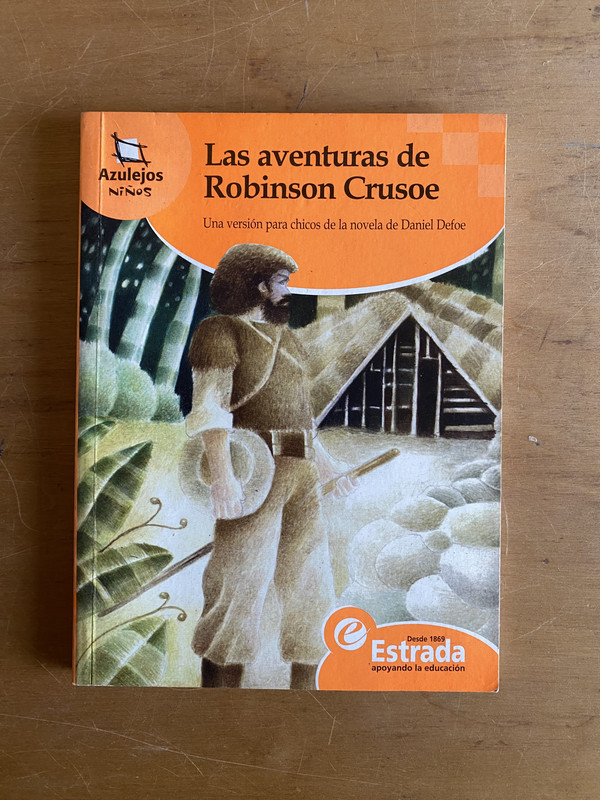 Azulejos
NIÑOS
Las aventuras de
Robinson Crusoe
Una versión para chicos de la novela de Daniel Defoe
e
Desde 1869
Estrada
apoyando la educación